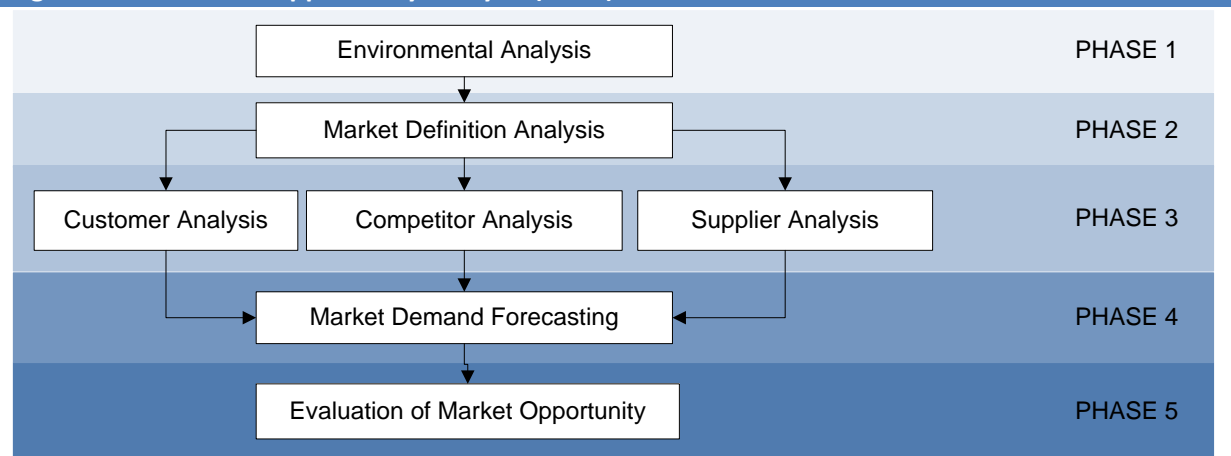 Environmental Analysis PHASE 1
Market Definition Analysis PHASE 2
Customer Analysis Competitor Analysis Supplier Analysis PHASE 3
Market Demand Forecasting PHASE 4
Evaluation of Market Opportunity PHASE 5